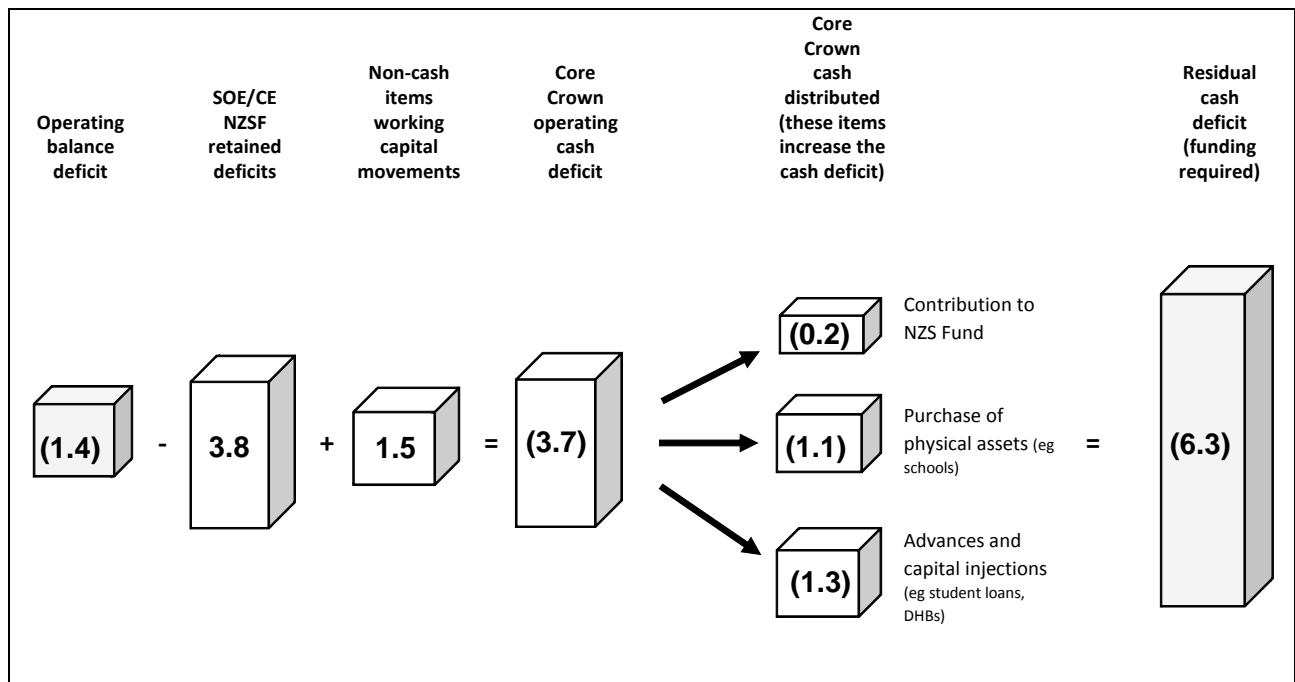 Operating
balance
deficit
SOE/CE
NZSF
retained
deficits
Non-cash
items
working
capital
movements
Core
Crown
operating
cash
deficit
Core
Crown
cash
distributed
(these items
increase the
cash deficit)
Residual
cash
deficit
(funding
required)
(1.4)
-
3.8
+
1.5
=
(3.7)
(0.2)
Contribution to
NZS Fund
(1.1)
Purchase of
physical assets (eg
schools)
(1.3)
Advances and
capital injections
(eg student loans,
DHBs)
=
(6.3)